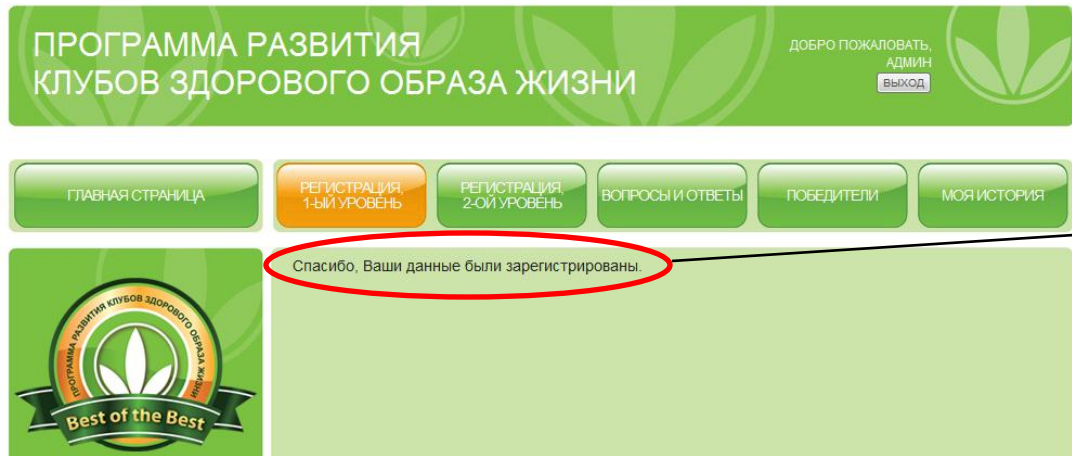 ПРОГРАММА РАЗВИТИЯ
КЛУБОВ ЗДОРОВОГО ОБРАЗА ЖИЗНИ
ДОБРО ПОЖАЛОВАТЬ,
АДМИН
ВЫХОД
ГЛАВНАЯ СТРАНИЦА
РЕГИСТРАЦИЯ,
1-ЫЙ УРОВЕНЬ
РЕГИСТРАЦИЯ,
2-ОЙ УРОВЕНЬ
ВОПРОСЫ И ОТВЕТЫ
ПОБЕДИТЕЛИ
МОЯ ИСТОРИЯ
Спасибо, Ваши данные были зарегистрированы.
ПРОГРАММА РАЗВИТИЯ КЛУБОВ ЗДОРОВОГО ОБРАЗА ЖИЗНИ
Best of the Best